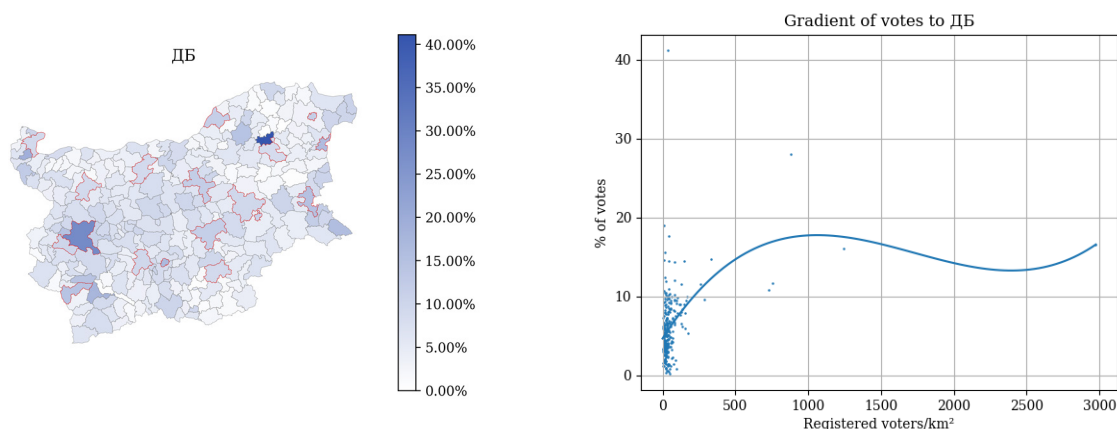 ДБ
40.00%
35.00%
30.00%
25.00%
20.00%
15.00%
10.00%
5.00%
0.00%
Gradient of votes to ДБ
% of votes
40
30
20
10
0
0 500 1000 1500 2000 2500 3000
Registered voters/km²